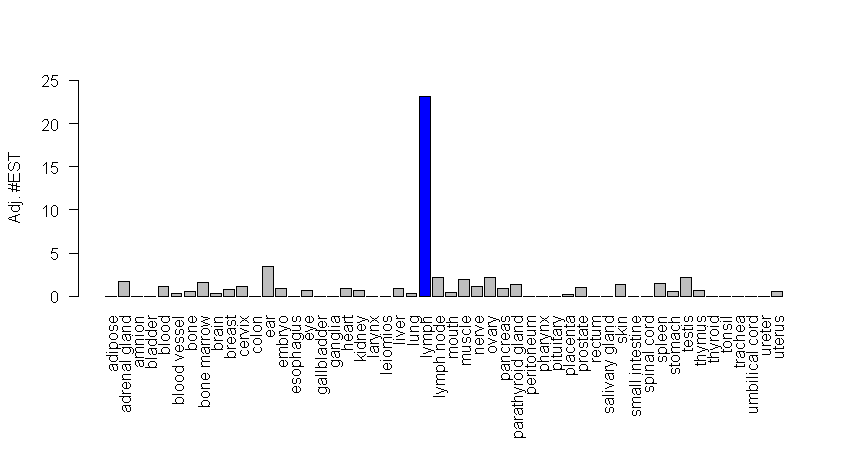 25
20
15
10
5
0
Adj. #EST
adipose
adrenal gland
amnion
bladder
blood
blood vessel
bone
bone marrow
brain
breast
cervix
colon
ear
embryo
esophagus
eye
gallbladder
ganglia
heart
kidney
larynx
leiomios
liver
lung
lymph
lymph node
mouth
muscle
nerve
ovary
pancreas
parathyroid gland
peritoneum
pharynx
pituitary
placenta
prostate
rectum
salivary gland
skin
small intestine
spinal cord
spleen
stomach
testis
thymus
thyroid
tonsil
trachea
umbilical cord
ureter
uterus